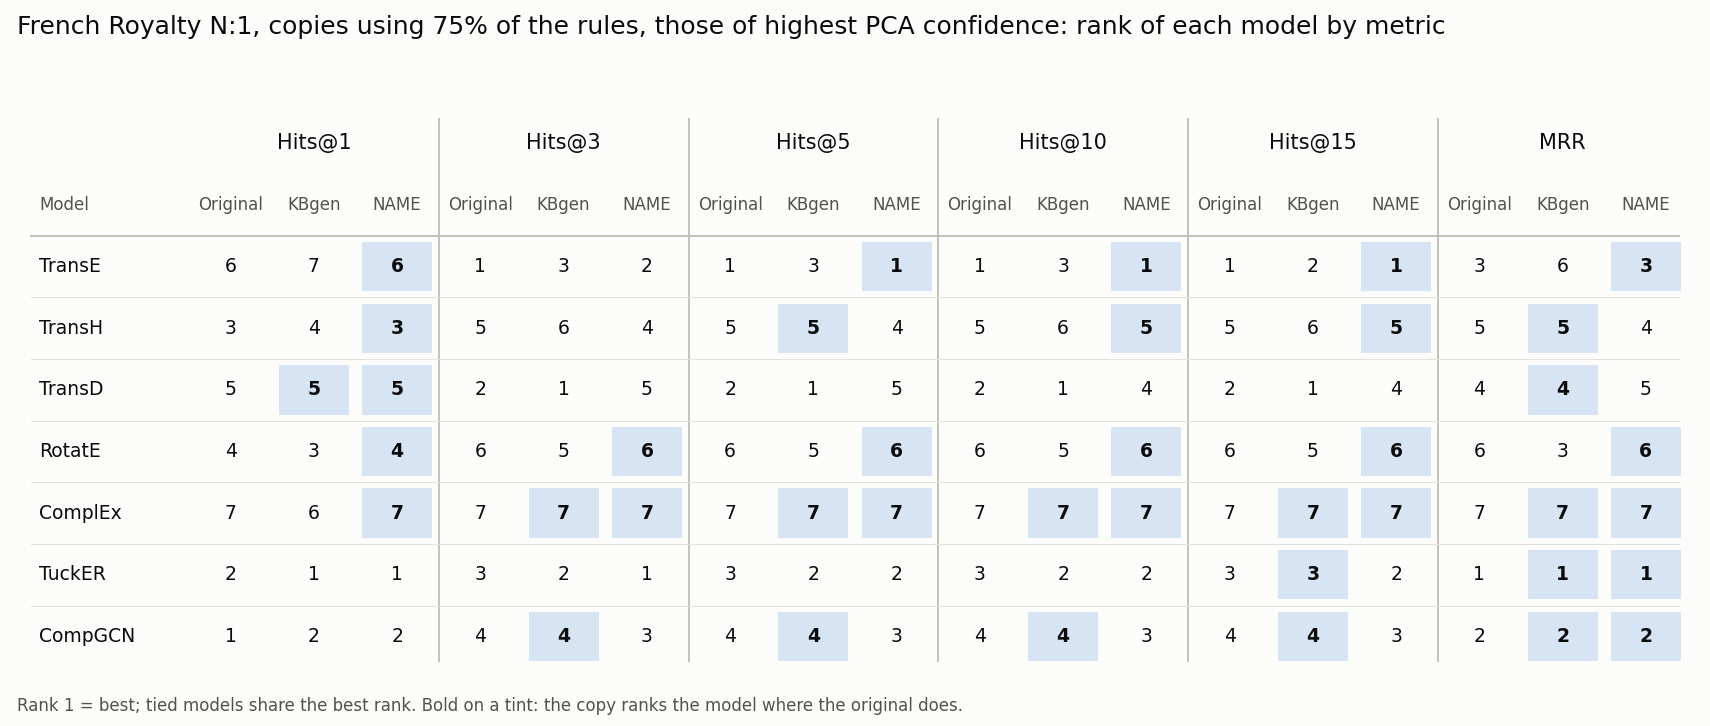 French Royalty N:1, copies using 75% of the rules, those of highest PCA confidence: rank of each model by metric
Hits@1 Hits@3 Hits@5 Hits@10 Hits@15 MRR
Model Original KBgen NAME Original KBgen NAME Original KBgen NAME Original KBgen NAME Original KBgen NAME Original KBgen NAME
TransE 6 7 6 1 3 2 1 3 1 1 3 1 1 2 1 3 6 3
TransH 3 4 3 5 6 4 5 5 4 5 6 5 5 6 5 5 5 4
TransD 5 5 5 2 1 5 2 1 5 2 1 4 2 1 4 4 4 5
RotatE 4 3 4 6 5 6 6 5 6 6 5 6 6 5 6 6 3 6
ComplEx 7 6 7 7 7 7 7 7 7 7 7 7 7 7 7 7 7 7
TuckER 2 1 1 3 2 1 3 2 2 3 2 2 3 3 2 1 1 1
CompGCN 1 2 2 4 4 3 4 4 3 4 4 3 4 4 3 2 2 2
Rank 1 = best; tied models share the best rank. Bold on a tint: the copy ranks the model where the original does.